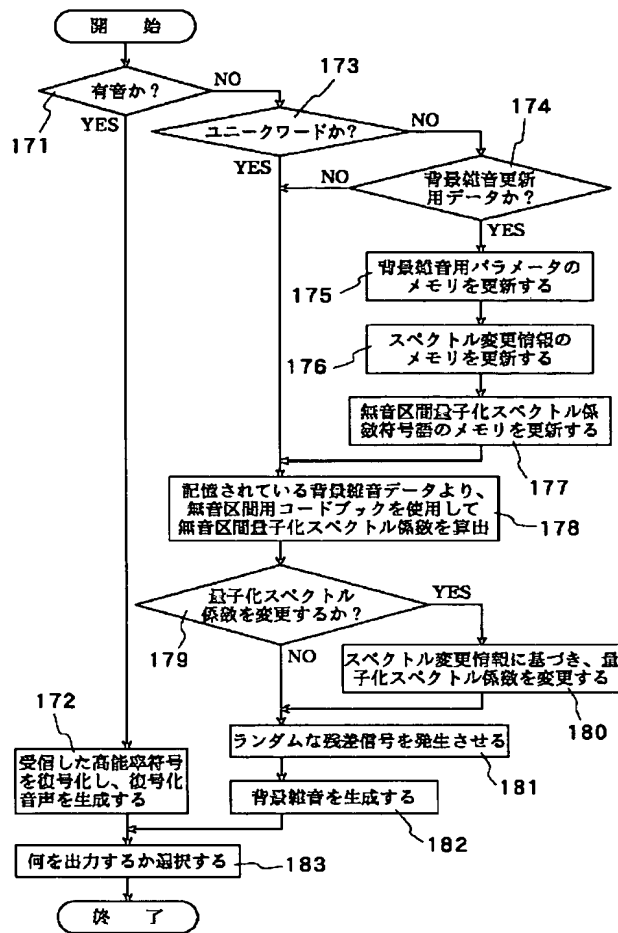 開　始
有音か？
NO
173
171
YES
ユニークワードか？
NO
174
YES
NO
背景雑音更新
用データか？
YES
背景雑音用パラメータの
メモリを更新する
175
スペクトル変更情報の
メモリを更新する
176
無音区間量子化スペクトル係
数符号語のメモリを更新する
177
記憶されている背景雑音データより、
無音区間用コードブックを使用して
無音区間量子化スペクトル係数を算出
178
量子化スペクトル
係数を変更するか？
YES
179
NO
スペクトル変更情報に基づき、量
子化スペクトル係数を変更する
180
172
ランダムな残差信号を発生させる
181
受信した高能率符号
を復号化し、復号化
音声を生成する
背景雑音を生成する
182
何を出力するか選択する
183
終　了